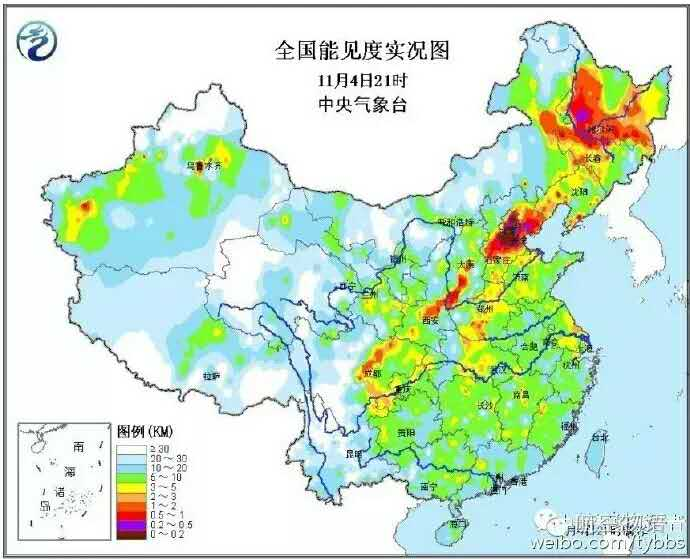 全国能见度实况图
11月4日21时
中央气象台
哈尔滨
长春
乌鲁木齐
沈阳
呼和浩特
石家庄
太原
济南
银川
西宁
兰州
西安
郑州
合肥
南京
上海
杭州
武汉
成都
重庆
拉萨
南昌
长沙
贵阳
福州
台北
昆明
南宁
香港
澳门
海口
南海诸岛
图例(KM)
≥30
20~30
10~20
5~10
3~5
2~3
1~2
0.5~1
0.2~0.5
0~0.2
weibo.com/tybbs